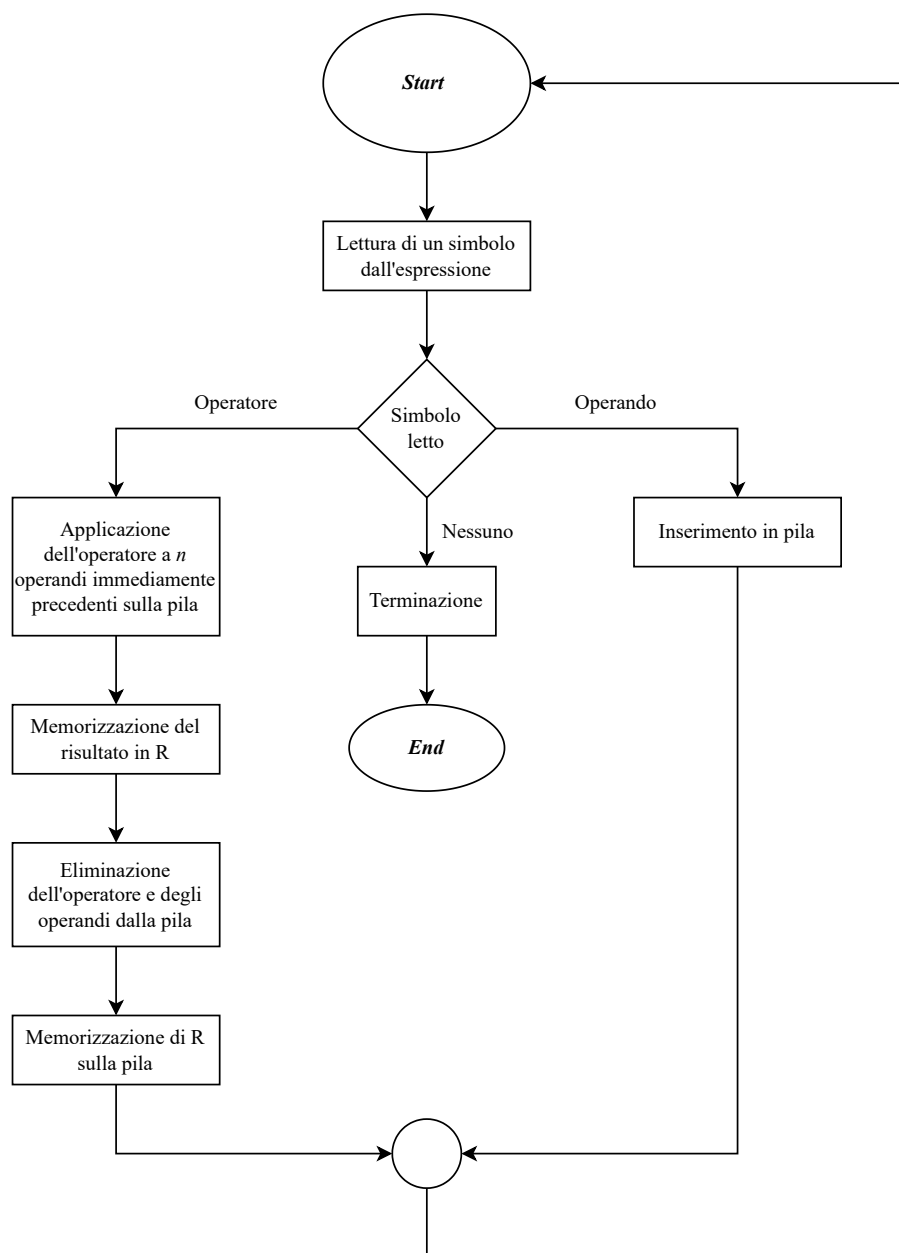 Start
Lettura di un simbolo
dall'espressione
Operatore
Simbolo
letto
Operando
Applicazione
dell'operatore a n
operandi immediamente
precedenti sulla pila
Nessuno
Inserimento in pila
Terminazione
Memorizzazione del
risultato in R
End
Eliminazione
dell'operatore e degli
operandi dalla pila
Memorizzazione di R
sulla pila